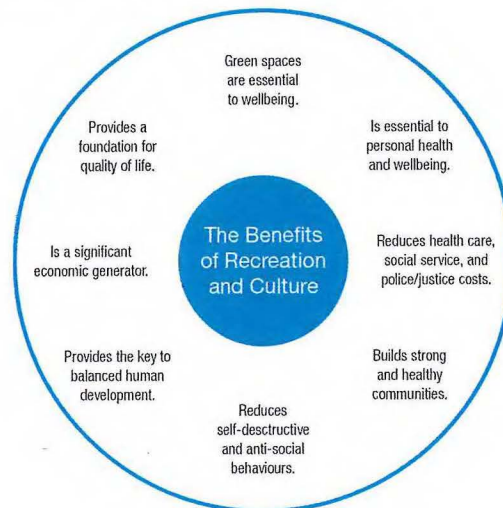 Green spaces
are essential
to wellbeing.
Is essential to
personal health
and wellbeing.
Reduces health care,
social service, and
police/justice costs.
Builds strong
and healthy
communities.
Reduces
self-desctructive
and anti-social
behaviours.
Provides the key to
balanced human
development.
Is a significant
economic generator.
Provides a
foundation for
quality of life.
The Benefits
of Recreation
and Culture